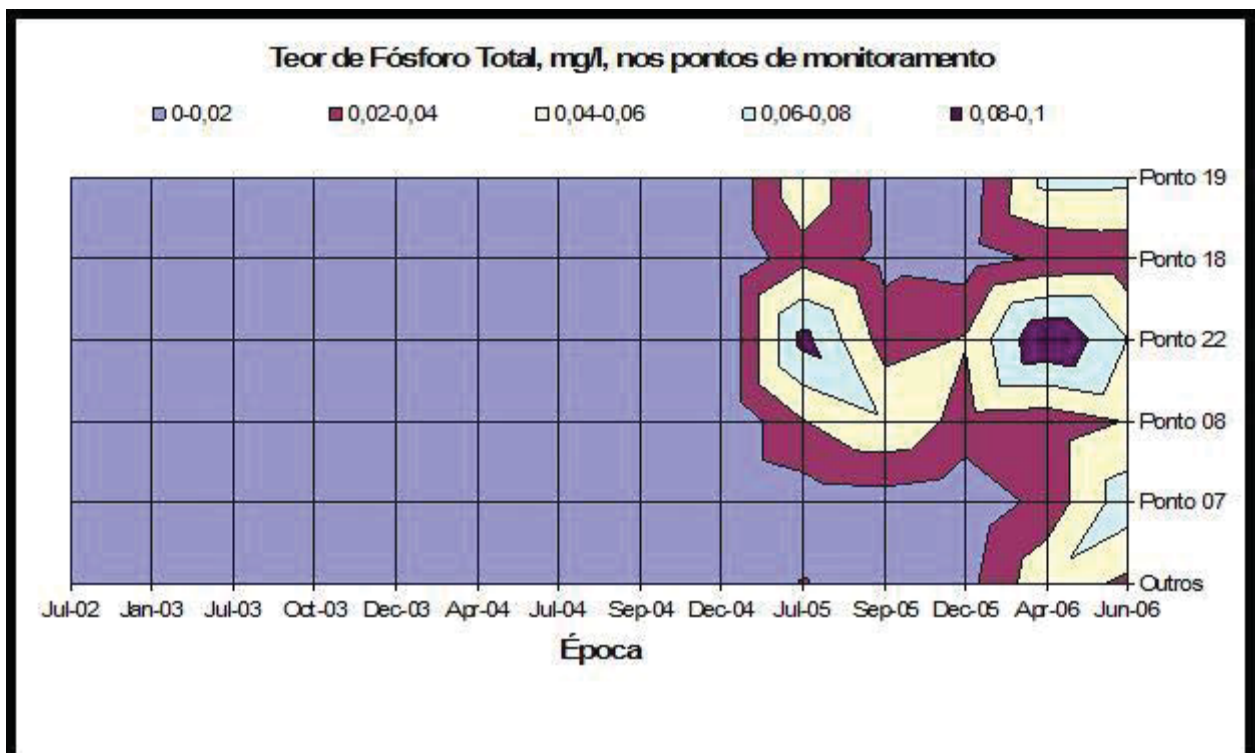 Teor de Fósforo Total, mg/l, nos pontos de monitoramento
0-0,02 0,02-0,04 0,04-0,06 0,06-0,08 0,08-0,1
Ponto 19
Ponto 18
Ponto 22
Ponto 08
Ponto 07
Outros
Jul-02 Jan-03 Jul-03 Oct-03 Dec-03 Apr-04 Jul-04 Sep-04 Dec-04 Jul-05 Sep-05 Dec-05 Apr-06 Jun-06
Época